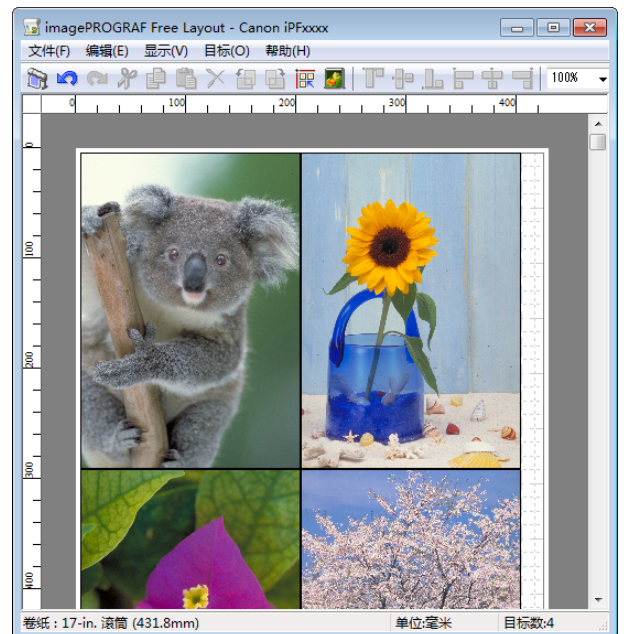 imagePROGRAF Free Layout - Canon iPFxxxx
文件(F) 编辑(E) 显示(V) 目标(O) 帮助(H)
100%
0 100 200 300 400
0
100
200
300
400
卷纸 : 17-in. 滚筒 (431.8mm) 单位:毫米 目标数:4